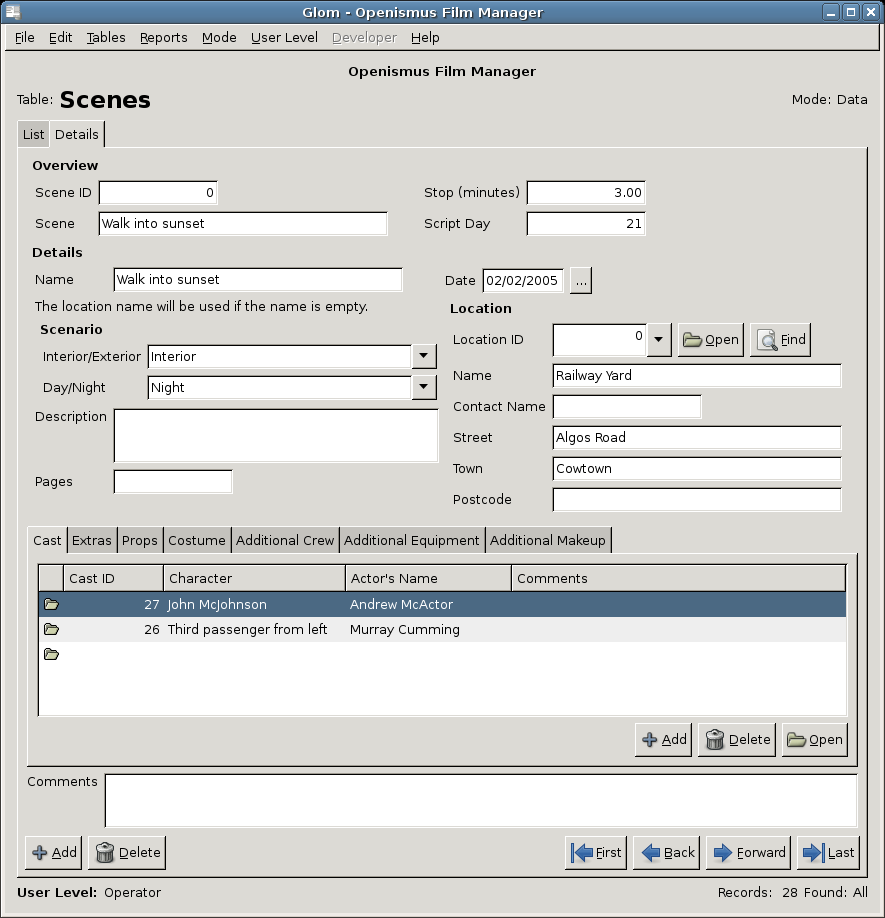 Glom - Openismus Film Manager
File Edit Tables Reports Mode User Level Developer Help
Openismus Film Manager
Table: Scenes Mode: Data
List Details
Overview
Scene ID 0 Stop (minutes) 3.00
Scene Walk into sunset Script Day 21
Details
Name Walk into sunset Date 02/02/2005 ...
The location name will be used if the name is empty.
Location
Scenario
Location ID 0 Open Find
Interior/Exterior Interior
Name Railway Yard
Day/Night Night
Contact Name
Description
Street Algos Road
Town Cowtown
Pages
Postcode
Cast Extras Props Costume Additional Crew Additional Equipment Additional Makeup
Cast ID Character Actor's Name Comments
27 John McJohnson Andrew McActor
26 Third passenger from left Murray Cumming
Add Delete Open
Comments
Add Delete First Back Forward Last
User Level: Operator Records: 28 Found: All